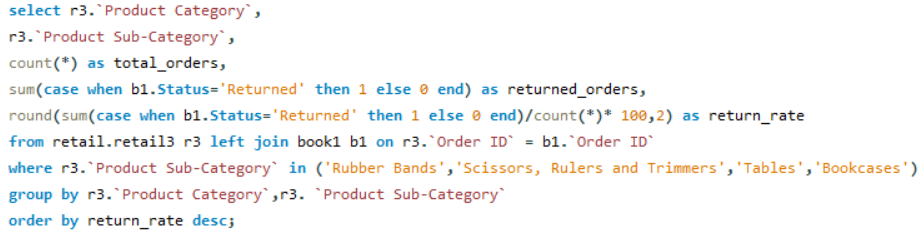 select r3.`Product Category`,
r3.`Product Sub-Category`,
count(*) as total_orders,
sum(case when b1.Status='Returned' then 1 else 0 end) as returned_orders,
round(sum(case when b1.Status='Returned' then 1 else 0 end)/count(*)* 100,2) as return_rate
from retail.retail3 r3 left join book1 b1 on r3.`Order ID` = b1.`Order ID`
where r3.`Product Sub-Category` in ('Rubber Bands','Scissors, Rulers and Trimmers','Tables','Bookcases')
group by r3.`Product Category`,r3. `Product Sub-Category`
order by return_rate desc;